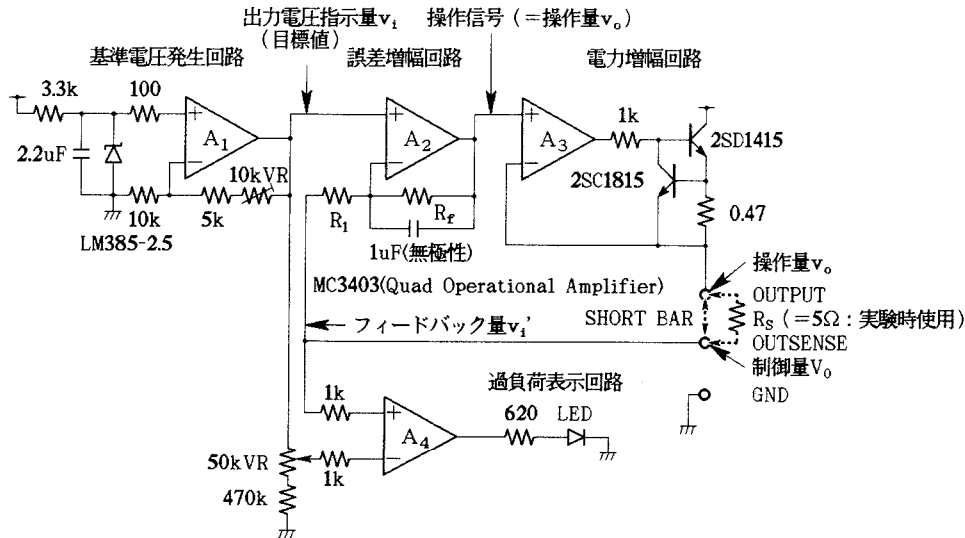 出力電圧指示量vᵢ
(目標値)
操作信号(=操作量vₒ)
基準電圧発生回路
誤差増幅回路
電力増幅回路
3.3k
100
1k
A₁
A₂
A₃
2SD1415
2.2uF
10kVR
2SC1815
10k
5k
R₁
R_f
0.47
LM385-2.5
1uF(無極性)
操作量vₒ
MC3403(Quad Operational Amplifier)
OUTPUT
SHORT BAR
R_S (=5Ω:実験時使用)
フィードバック量vᵢ'
OUTSENSE
制御量V₀
過負荷表示回路
GND
1k
620
LED
A₄
50kVR
1k
470k